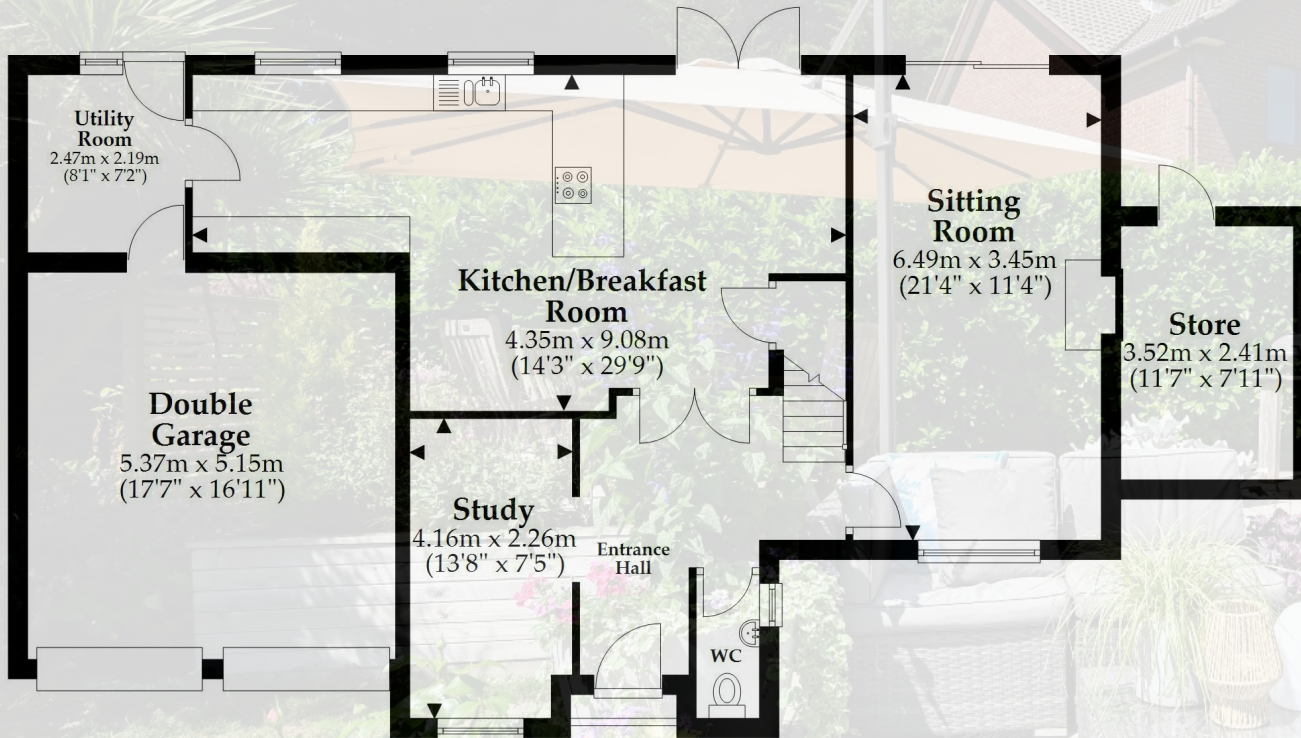 Utility
Room
2.47m x 2.19m
(8'1" x 7'2")
Sitting
Room
6.49m x 3.45m
(21'4" x 11'4")
Kitchen/Breakfast
Room
4.35m x 9.08m
(14'3" x 29'9")
Store
3.52m x 2.41m
(11'7" x 7'11")
Double
Garage
5.37m x 5.15m
(17'7" x 16'11")
Study
4.16m x 2.26m
(13'8" x 7'5")
Entrance
Hall
WC